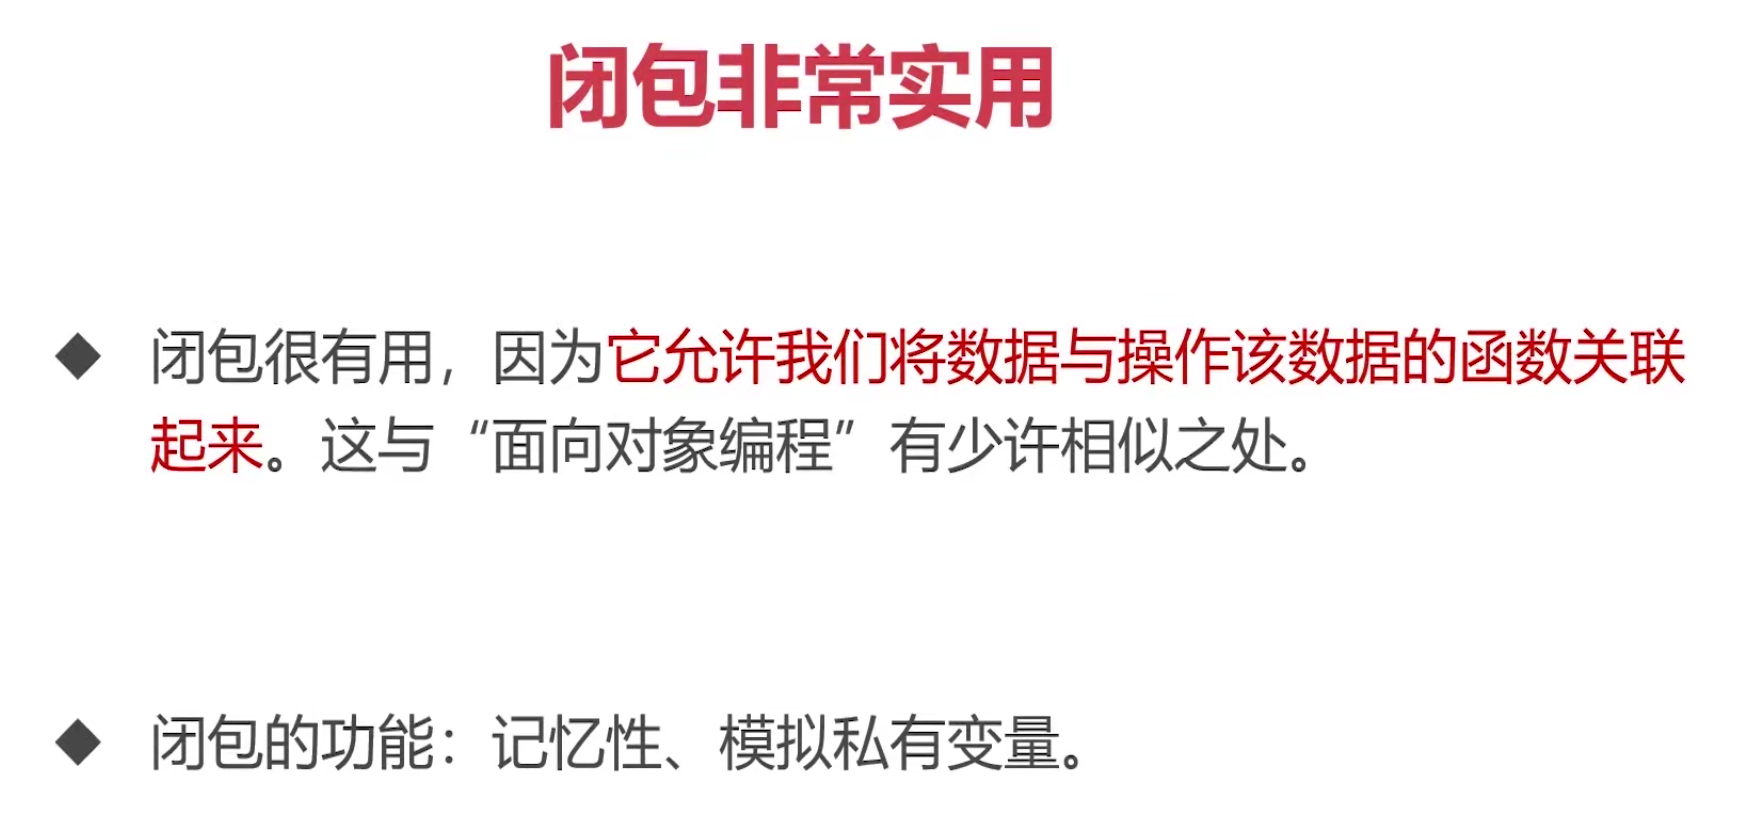 闭包非常实用
◆ 闭包很有用，因为它允许我们将数据与操作该数据的函数关联
起来。这与“面向对象编程”有少许相似之处。
◆ 闭包的功能：记忆性、模拟私有变量。